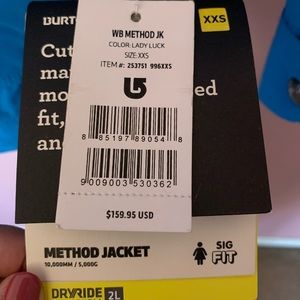 BURT
XXS
Cut
ma
mo
ed
fit,
and
WB METHOD JK
COLOR: LADY LUCK
SIZE: XXS
ITEM #: 253751 996XXS
8 85197 89054 8
9009003530362
$159.95 USD
METHOD JACKET
10,000MM / 5,000G
SIG
FIT
DRYRIDE 2L